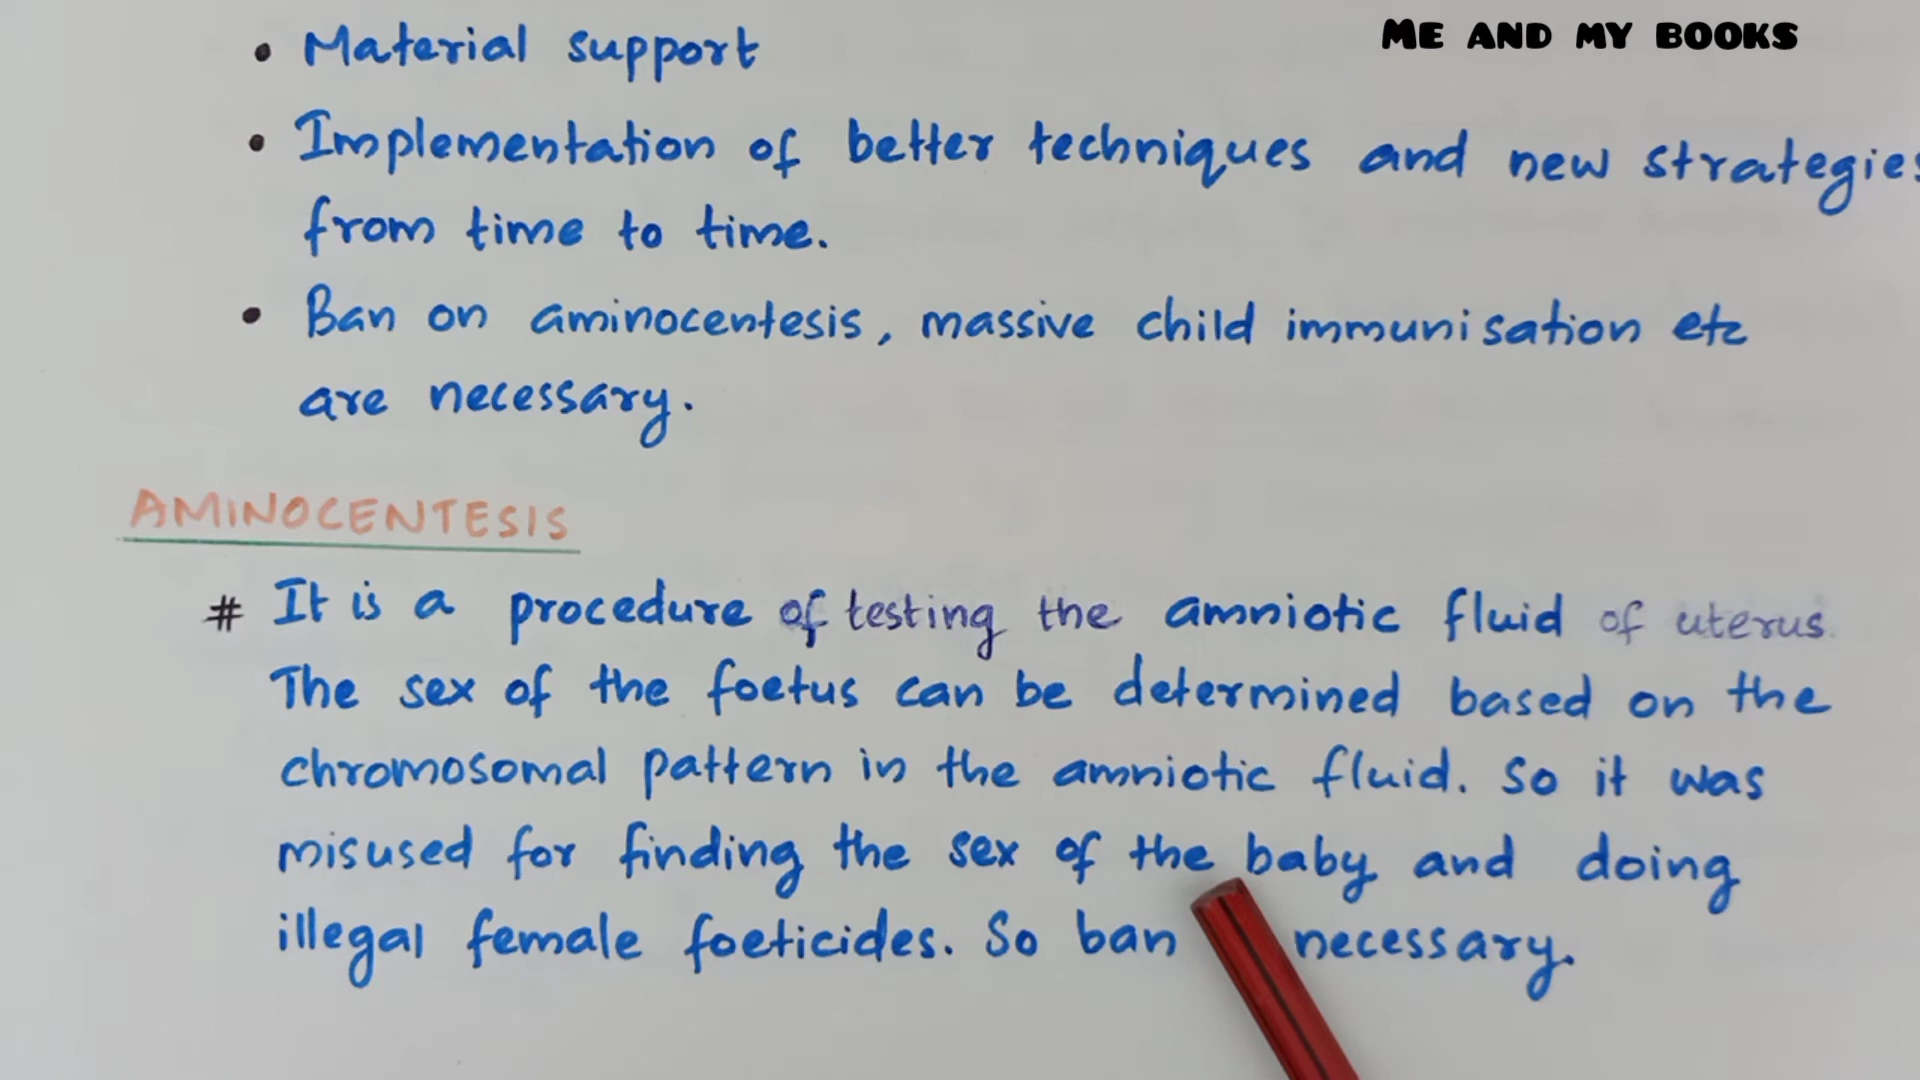 ME AND MY BOOKS
• Material support
• Implementation of better techniques and new strategies
from time to time.
• Ban on aminocentesis, massive child immunisation etc
are necessary.
AMINOCENTESIS
# It is a procedure of testing the amniotic fluid of uterus.
The sex of the foetus can be determined based on the
chromosomal pattern in the amniotic fluid. So it was
misused for finding the sex of the baby and doing
illegal female foeticides. So ban necessary.